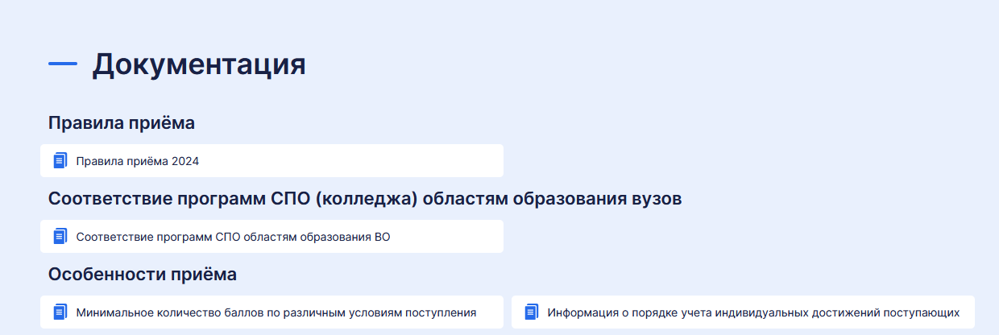 Документация
Правила приёма
Правила приёма 2024
Соответствие программ СПО (колледжа) областям образования вузов
Соответствие программ СПО областям образования ВО
Особенности приёма
Минимальное количество баллов по различным условиям поступления
Информация о порядке учета индивидуальных достижений поступающих